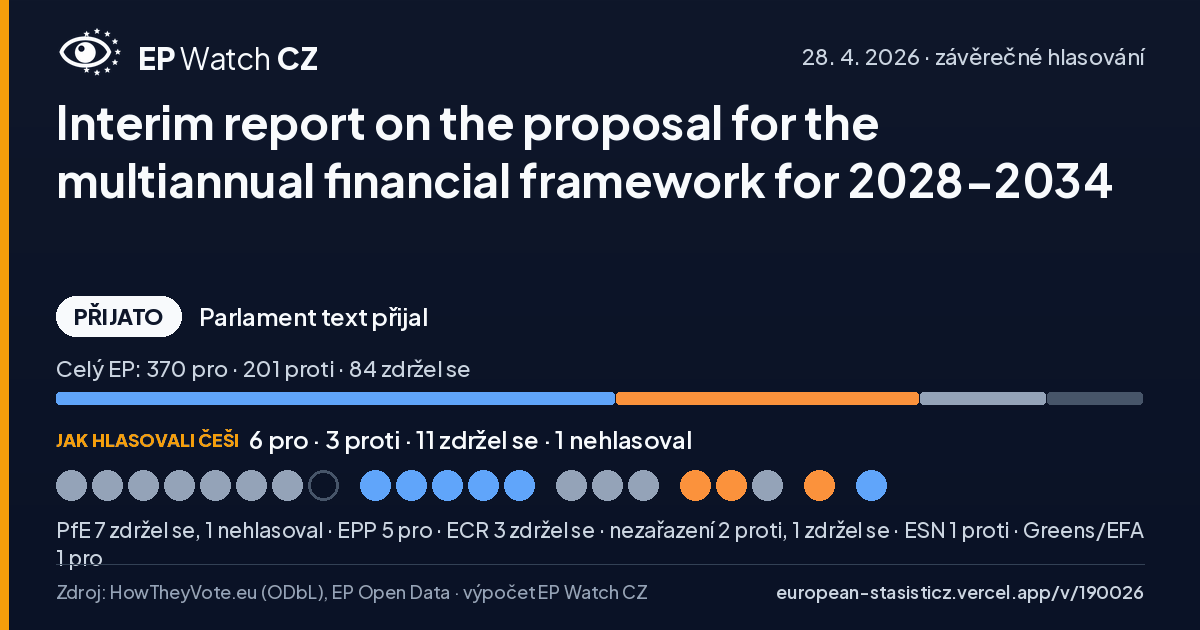 EP Watch CZ
28. 4. 2026 · závěrečné hlasování
Interim report on the proposal for the
multiannual financial framework for 2028–2034
PŘIJATO Parlament text přijal
Celý EP: 370 pro · 201 proti · 84 zdržel se
JAK HLASOVALI ČEŠI 6 pro · 3 proti · 11 zdržel se · 1 nehlasoval
PfE 7 zdržel se, 1 nehlasoval · EPP 5 pro · ECR 3 zdržel se · nezařazení 2 proti, 1 zdržel se · ESN 1 proti · Greens/EFA
1 pro
Zdroj: HowTheyVote.eu (ODbL), EP Open Data · výpočet EP Watch CZ
european-stasisticz.vercel.app/v/190026